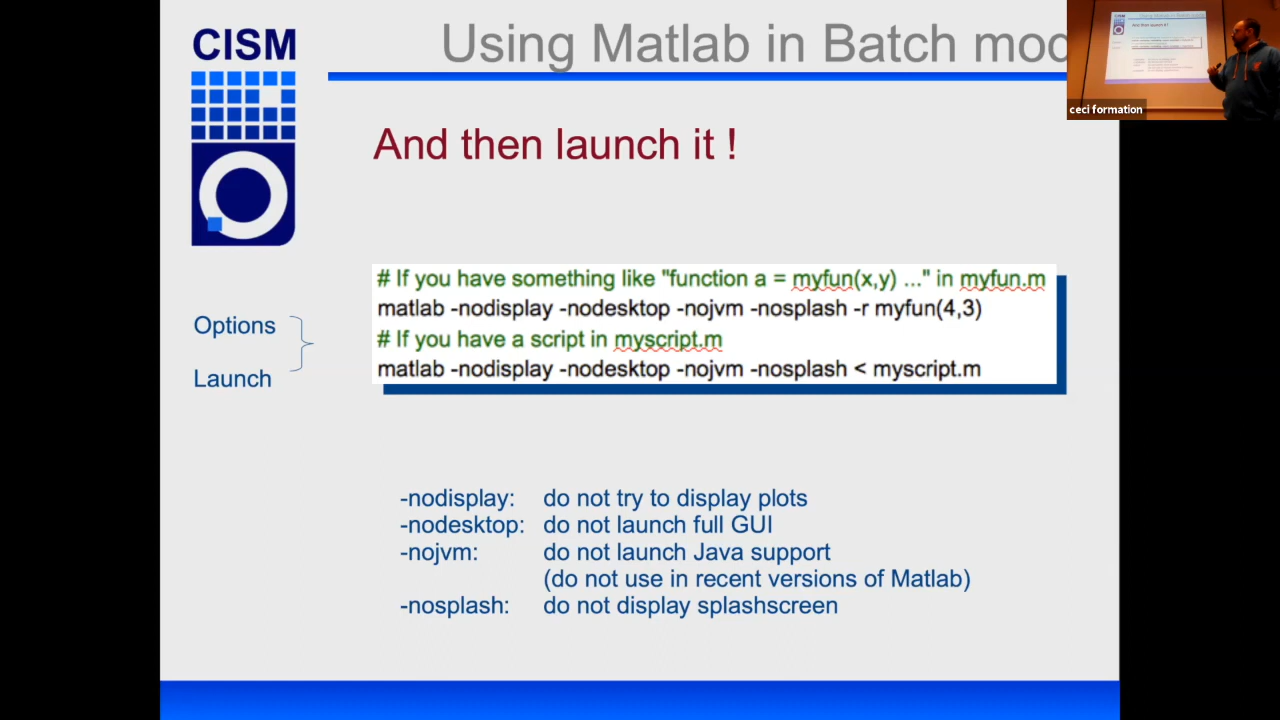 CISM
Using Matlab in Batch mod
ceci formation
And then launch it !
# If you have something like "function a = myfun(x,y) ..." in myfun.m
matlab -nodisplay -nodesktop -nojvm -nosplash -r myfun(4,3)
# If you have a script in myscript.m
matlab -nodisplay -nodesktop -nojvm -nosplash < myscript.m
Options
Launch
-nodisplay: do not try to display plots
-nodesktop: do not launch full GUI
-nojvm: do not launch Java support
(do not use in recent versions of Matlab)
-nosplash: do not display splashscreen